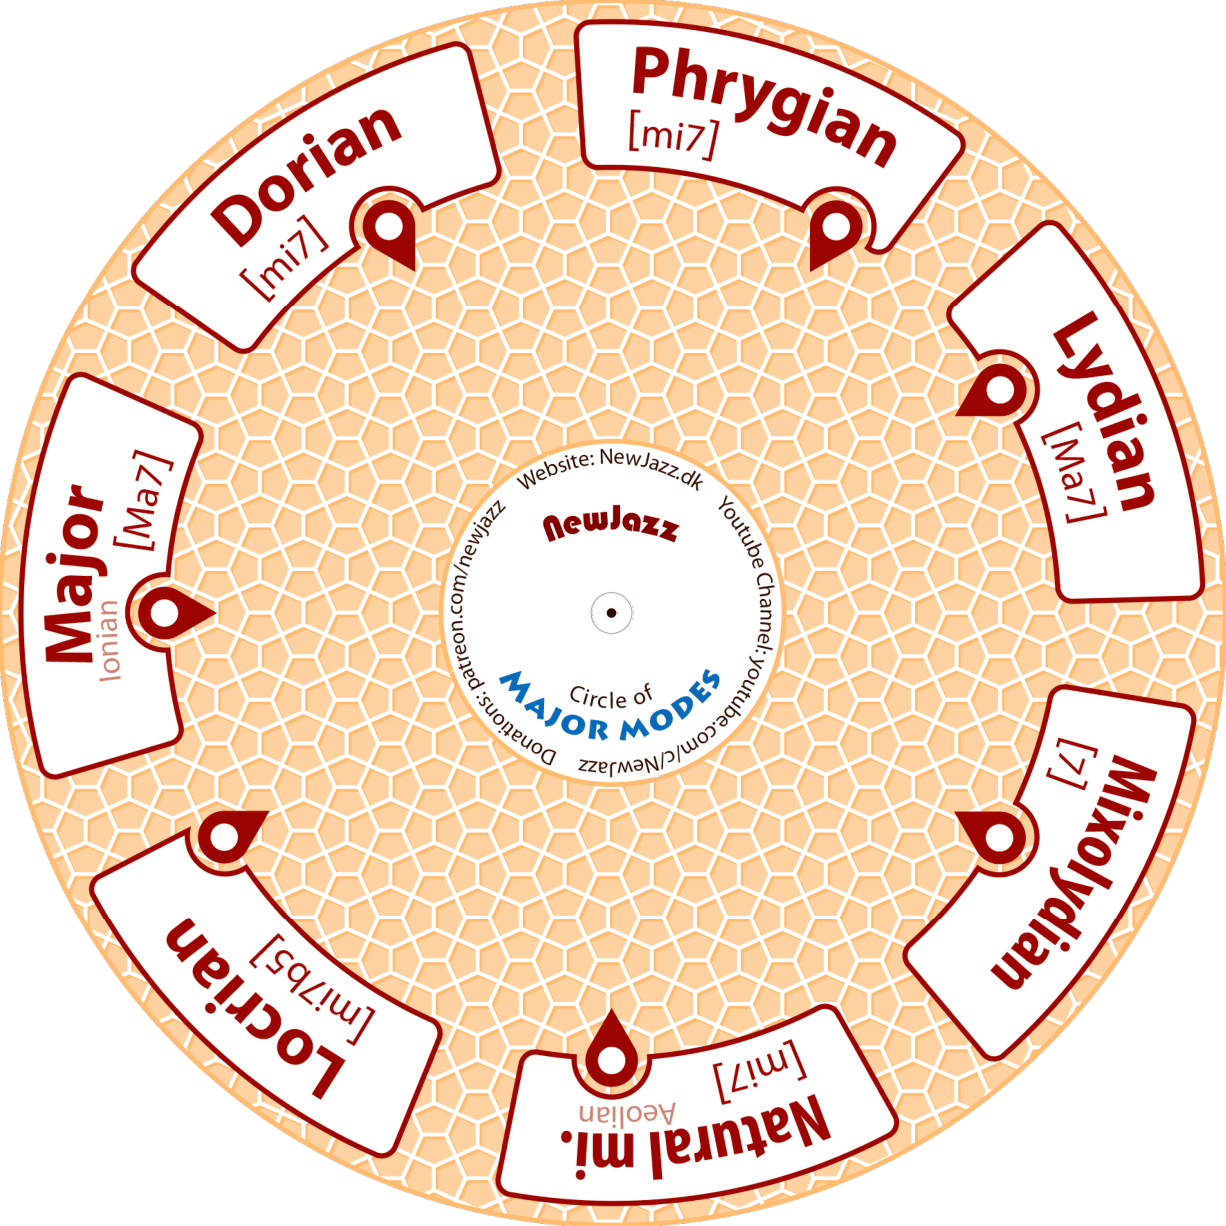 Phrygian
[mi7]
Lydian
[Ma7]
Mixolydian
[7]
Natural mi.
Aeolian
[mi7]
Locrian
[mi7b5]
Major
Ionian
[Ma7]
Dorian
[mi7]
Website: NewJazz.dk
Youtube Channel: youtube.com/c/NewJazz
Donations: patreon.com/newjazz
NewJazz
Circle of
MAJOR MODES